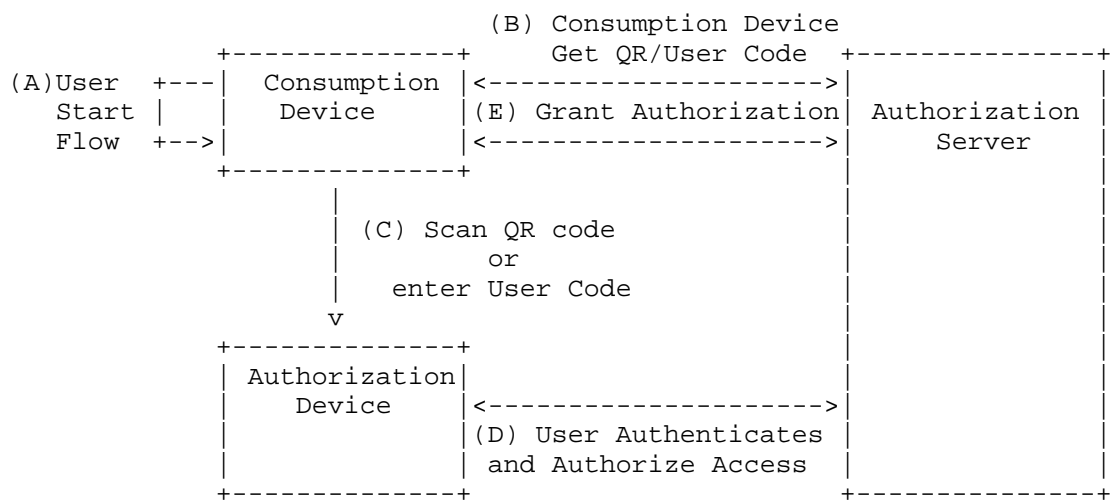 (B) Consumption Device
Get QR/User Code
(A)User
Start
Flow
Consumption
Device
(E) Grant Authorization
Authorization
Server
(C) Scan QR code
or
enter User Code
v
Authorization
Device
(D) User Authenticates
and Authorize Access